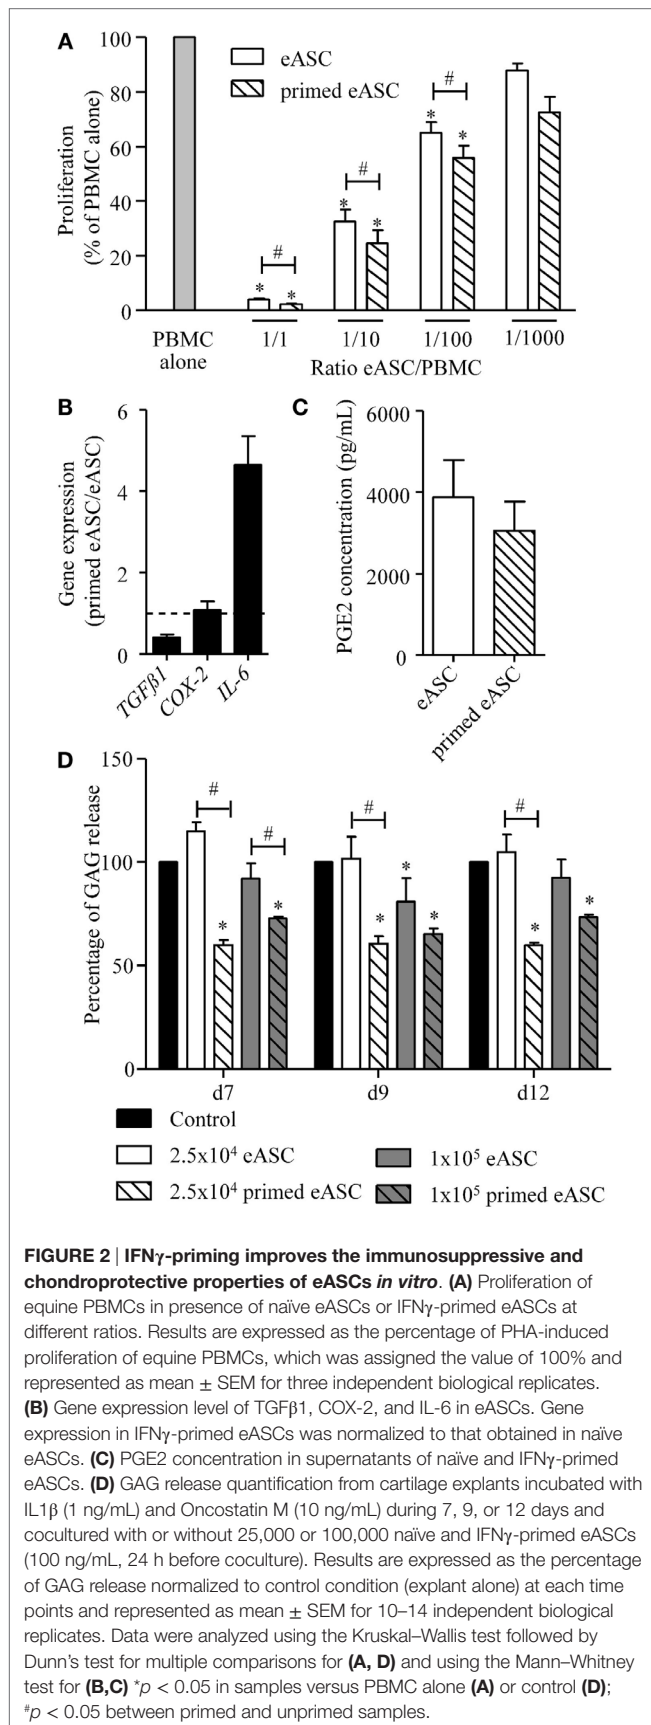 A
100
80
60
40
20
0
Proliferation
(% of PBMC alone)
eASC
primed eASC
#
*
*
#
*
*
#
*
*
PBMC
alone
1/1
1/10
1/100
1/1000
Ratio eASC/PBMC
B
6
4
2
0
Gene expression
(primed eASC/eASC)
TGFβ1
COX-2
IL-6
C
6000
4000
2000
0
PGE2 concentration (pg/mL)
eASC
primed eASC
D
150
100
50
0
Percentage of GAG release
#
*
#
*
#
*
*
*
#
*
*
d7
d9
d12
Control
2.5x10⁴ eASC
1x10⁵ eASC
2.5x10⁴ primed eASC
1x10⁵ primed eASC
FIGURE 2 | IFNγ-priming improves the immunosuppressive and
chondroprotective properties of eASCs in vitro. (A) Proliferation of
equine PBMCs in presence of naïve eASCs or IFNγ-primed eASCs at
different ratios. Results are expressed as the percentage of PHA-induced
proliferation of equine PBMCs, which was assigned the value of 100% and
represented as mean ± SEM for three independent biological replicates.
(B) Gene expression level of TGFβ1, COX-2, and IL-6 in eASCs. Gene
expression in IFNγ-primed eASCs was normalized to that obtained in naïve
eASCs. (C) PGE2 concentration in supernatants of naïve and IFNγ-primed
eASCs. (D) GAG release quantification from cartilage explants incubated with
IL1β (1 ng/mL) and Oncostatin M (10 ng/mL) during 7, 9, or 12 days and
cocultured with or without 25,000 or 100,000 naïve and IFNγ-primed eASCs
(100 ng/mL, 24 h before coculture). Results are expressed as the percentage
of GAG release normalized to control condition (explant alone) at each time
points and represented as mean ± SEM for 10–14 independent biological
replicates. Data were analyzed using the Kruskal–Wallis test followed by
Dunn's test for multiple comparisons for (A, D) and using the Mann–Whitney
test for (B,C) *p < 0.05 in samples versus PBMC alone (A) or control (D);
#p < 0.05 between primed and unprimed samples.